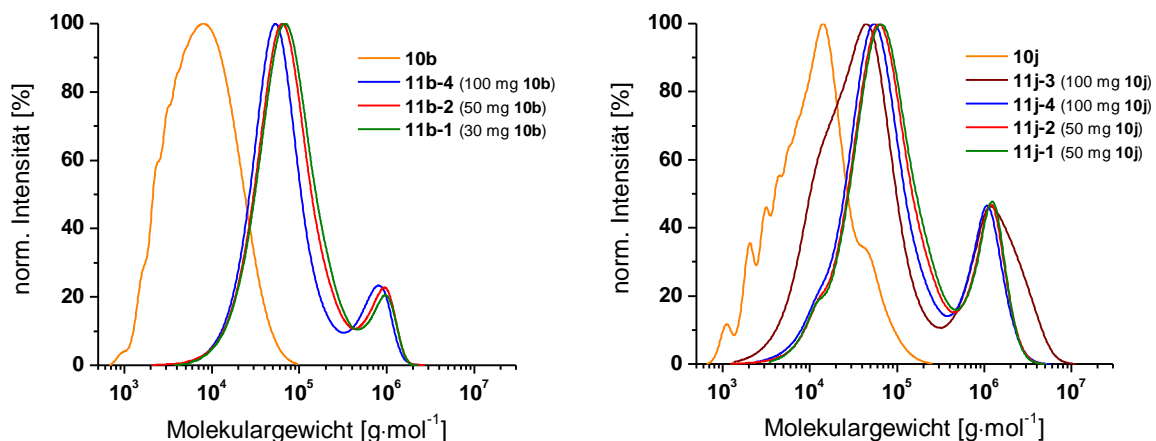 norm. Intensität [%]
100
80
60
40
20
0
10b
11b-4 (100 mg 10b)
11b-2 (50 mg 10b)
11b-1 (30 mg 10b)
10³ 10⁴ 10⁵ 10⁶ 10⁷
Molekulargewicht [g·mol⁻¹]
norm. Intensität [%]
100
80
60
40
20
0
10j
11j-3 (100 mg 10j)
11j-4 (100 mg 10j)
11j-2 (50 mg 10j)
11j-1 (50 mg 10j)
10³ 10⁴ 10⁵ 10⁶ 10⁷
Molekulargewicht [g·mol⁻¹]